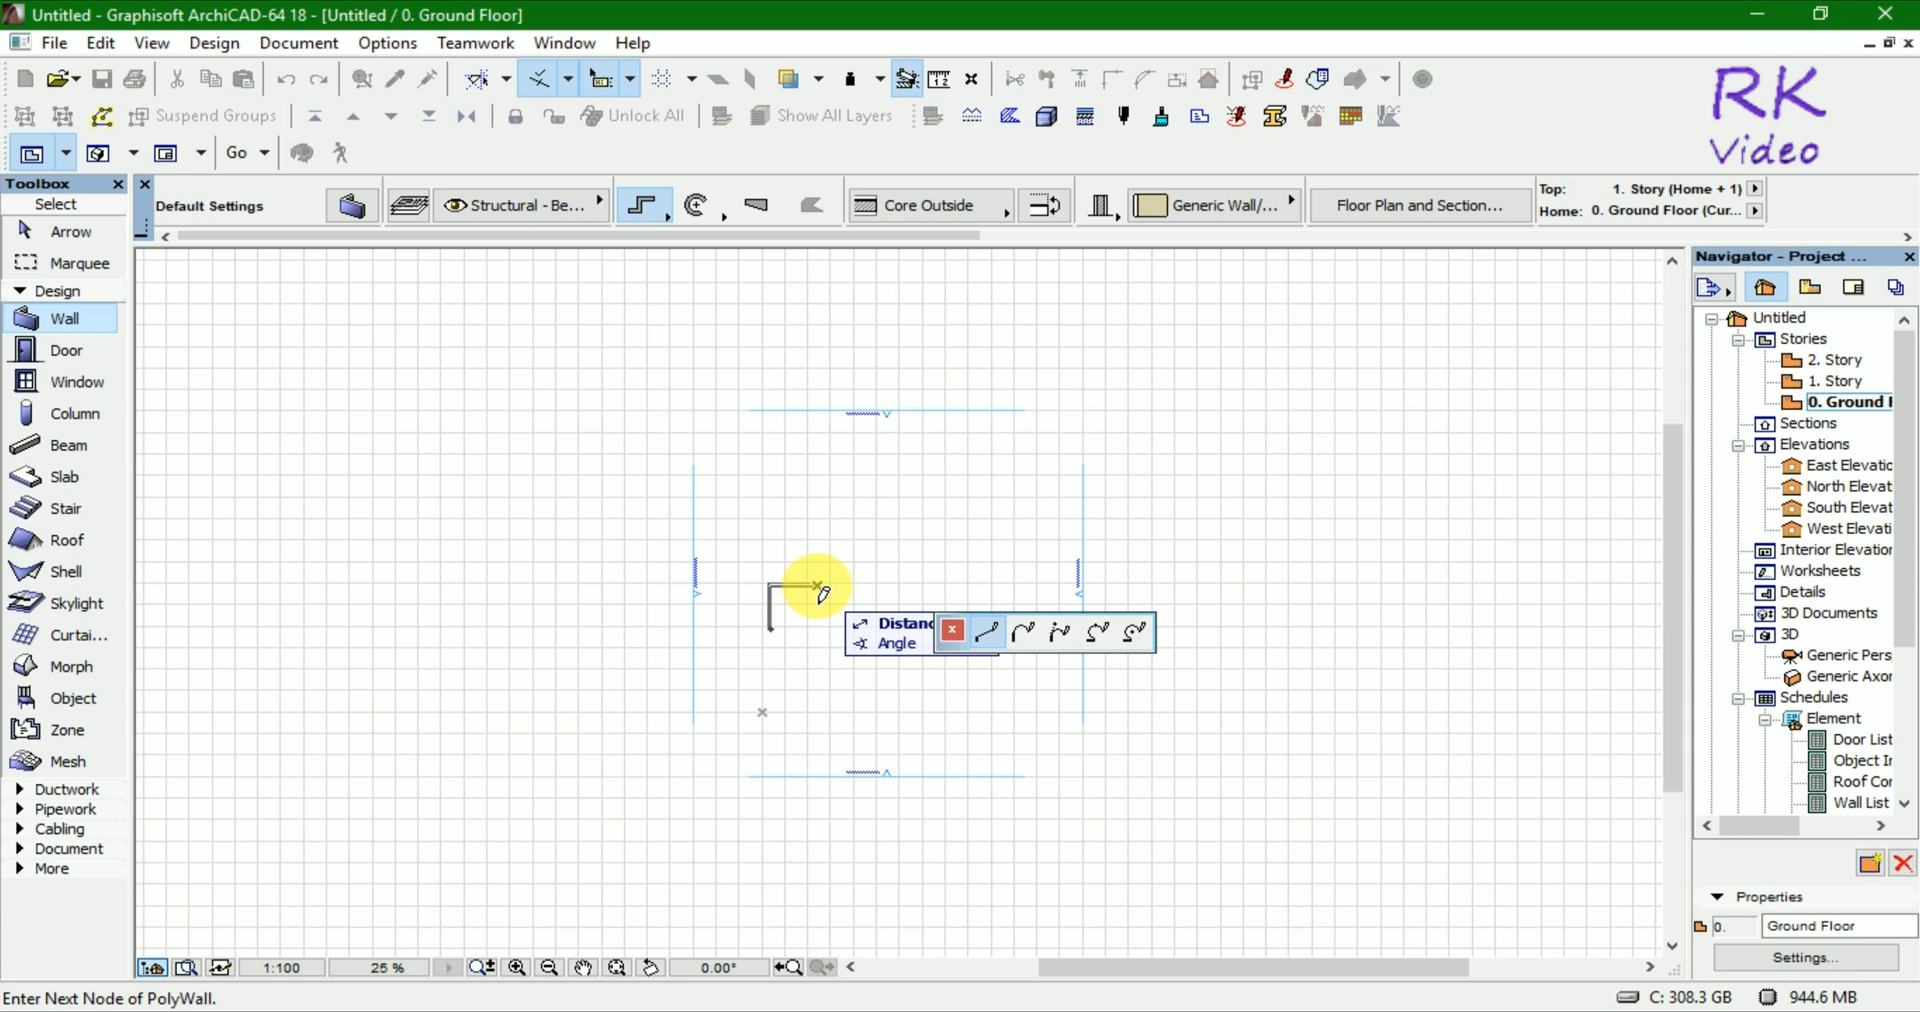 Untitled - Graphisoft ArchiCAD-64 18 - [Untitled / 0. Ground Floor]
File Edit View Design Document Options Teamwork Window Help
RK
Video
Suspend Groups Unlock All Show All Layers
Go
Toolbox
Select
Arrow
Marquee
Design
Wall
Door
Window
Column
Beam
Slab
Stair
Roof
Shell
Skylight
Curtai...
Morph
Object
Zone
Mesh
Ductwork
Pipework
Cabling
Document
More
Default Settings
Structural - Be...
Core Outside
Generic Wall/...
Floor Plan and Section...
Top: 1. Story (Home + 1)
Home: 0. Ground Floor (Cur...
Distanc
Angle
Navigator - Project ...
Untitled
Stories
2. Story
1. Story
0. Ground F
Sections
Elevations
East Elevatic
North Elevat
South Elevat
West Elevati
Interior Elevation
Worksheets
Details
3D Documents
3D
Generic Pers
Generic Axor
Schedules
Element
Door List
Object Ir
Roof Cor
Wall List
Properties
0. Ground Floor
Settings...
1:100 25 % 0.00°
Enter Next Node of PolyWall.
C: 308.3 GB 944.6 MB